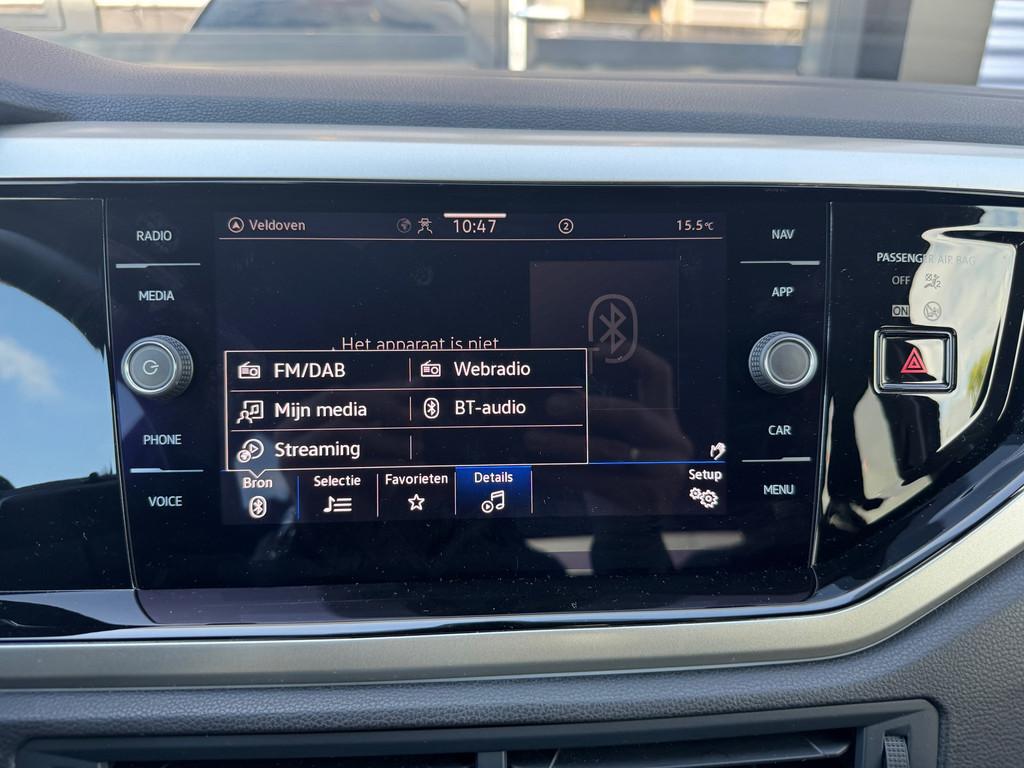 RADIO
MEDIA
PHONE
VOICE
Veldoven
10:47
2
15.5°C
Het apparaat is niet
FM/DAB
Webradio
Mijn media
BT-audio
Streaming
Bron
Selectie
Favorieten
Details
Setup
NAV
APP
CAR
MENU
PASSENGER AIR BAG
OFF
ON